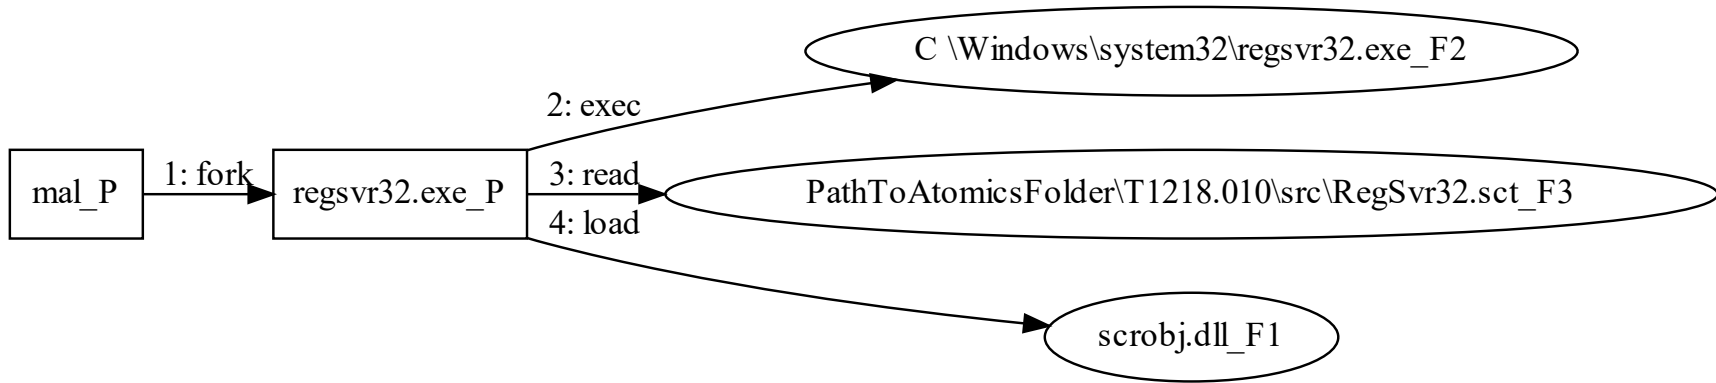 C \Windows\system32\regsvr32.exe_F2
2: exec
mal_P
1: fork
regsvr32.exe_P
3: read
PathToAtomicsFolder\T1218.010\src\RegSvr32.sct_F3
4: load
scrobj.dll_F1